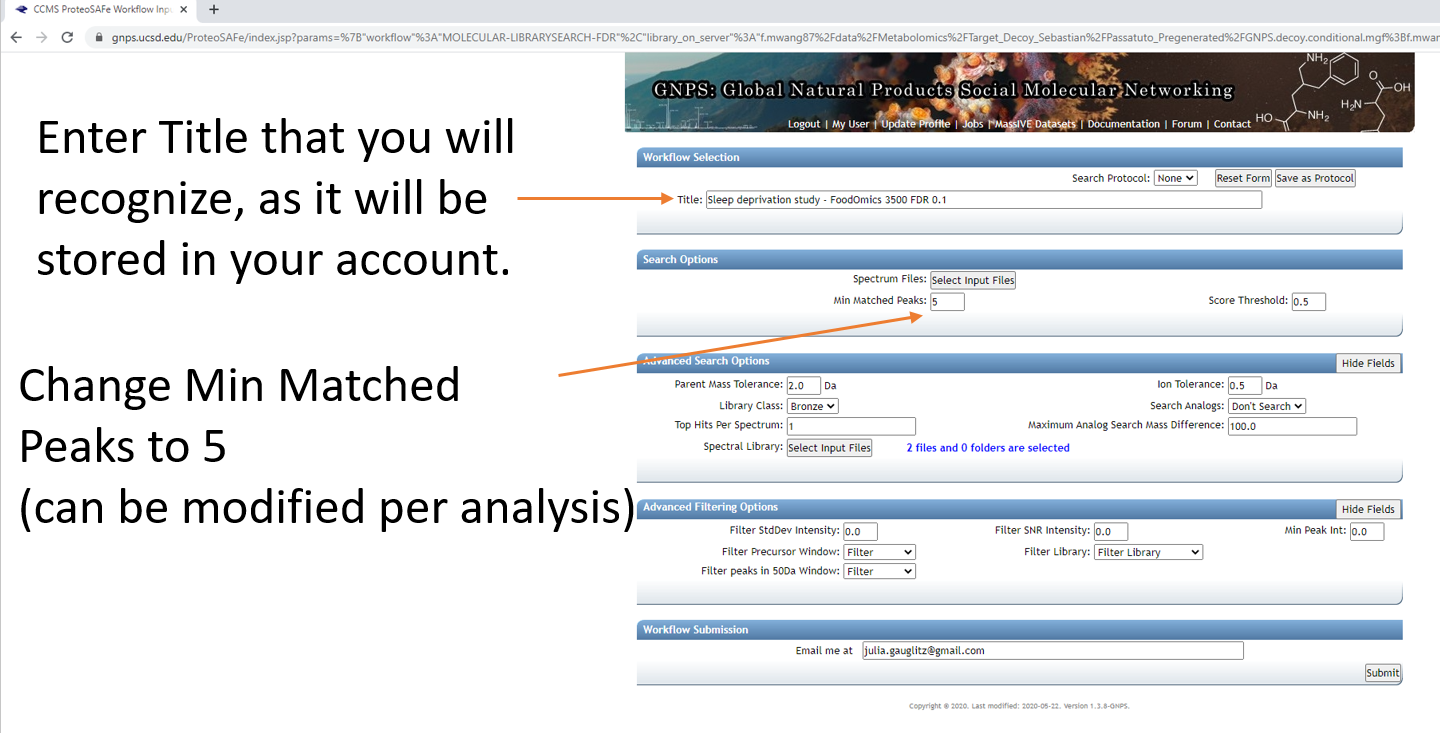 CCMS ProteoSAFe Workflow Inpu
gnps.ucsd.edu/ProteoSAFe/index.jsp?params=%7B"workflow"%3A"MOLECULAR-LIBRARYSEARCH-FDR"%2C"library_on_server"%3A"f.mwang87%2Fdata%2FMetabolomics%2FTarget_Decoy_Sebastian%2FPassatuto_Pregenerated%2FGNPS.decoy.conditional.mgf%3Bf.mwan
GNPS: Global Natural Products Social Molecular Networking
Logout | My User | Update Profile | Jobs | MassIVE Datasets | Documentation | Forum | Contact
NH2
O
OH
H2N
HO
NH2
Enter Title that you will
recognize, as it will be
stored in your account.
Change Min Matched
Peaks to 5
(can be modified per analysis)
Workflow Selection
Search Protocol: None Reset Form Save as Protocol
Title: Sleep deprivation study - FoodOmics 3500 FDR 0.1
Search Options
Spectrum Files: Select Input Files
Min Matched Peaks: 5 Score Threshold: 0.5
Advanced Search Options Hide Fields
Parent Mass Tolerance: 2.0 Da Ion Tolerance: 0.5 Da
Library Class: Bronze Search Analogs: Don't Search
Top Hits Per Spectrum: 1 Maximum Analog Search Mass Difference: 100.0
Spectral Library: Select Input Files 2 files and 0 folders are selected
Advanced Filtering Options Hide Fields
Filter StdDev Intensity: 0.0 Filter SNR Intensity: 0.0 Min Peak Int: 0.0
Filter Precursor Window: Filter Filter Library: Filter Library
Filter peaks in 50Da Window: Filter
Workflow Submission
Email me at julia.gauglitz@gmail.com
Submit
Copyright © 2020. Last modified: 2020-05-22. Version 1.3.8-GNPS.